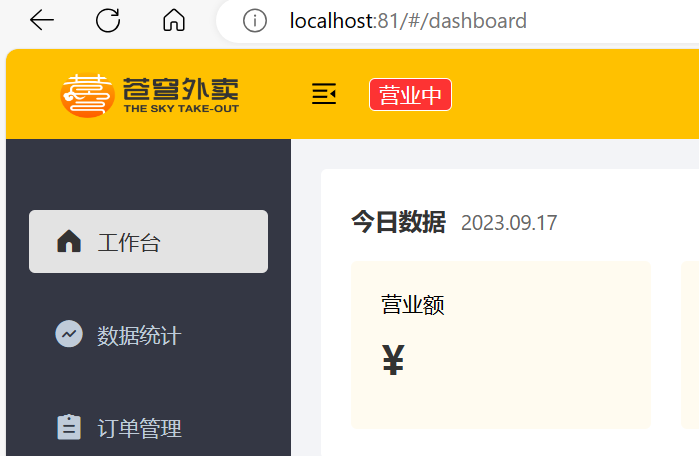 localhost:81/#/dashboard
苍穹外卖
THE SKY TAKE-OUT
营业中
工作台
数据统计
订单管理
今日数据 2023.09.17
营业额
¥